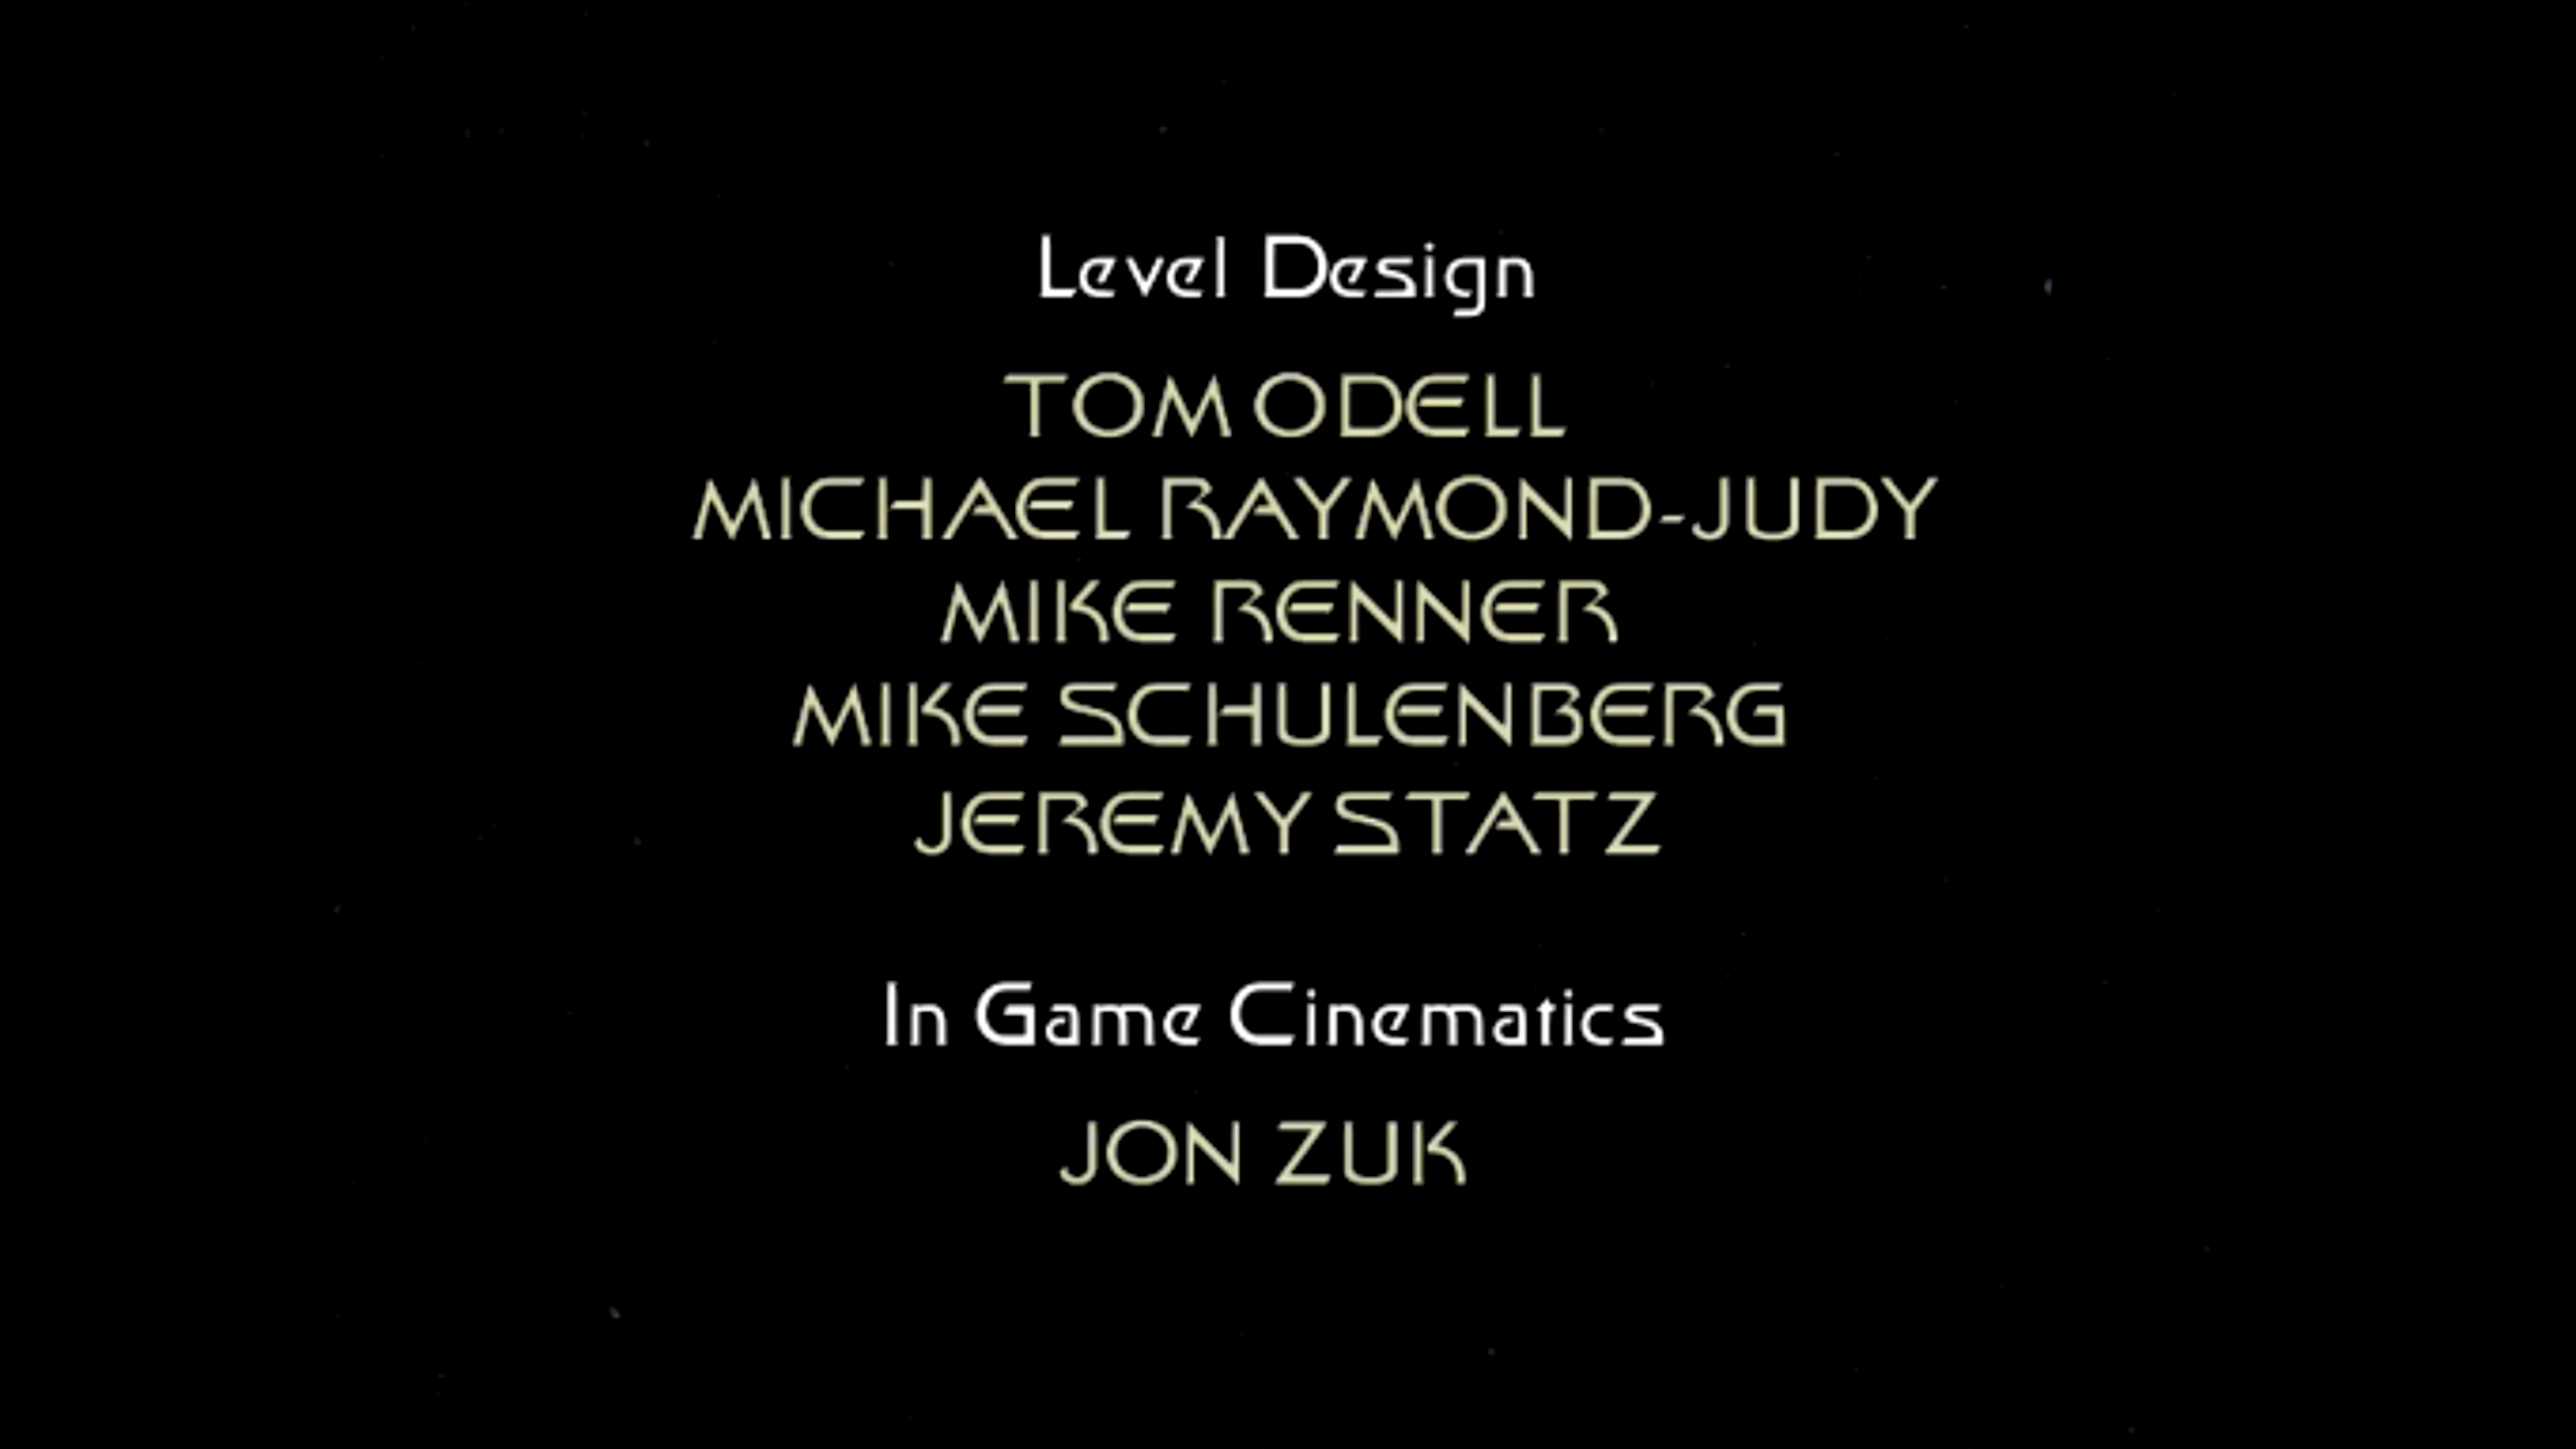 Level Design
TOM ODELL
MICHAEL RAYMOND-JUDY
MIKE RENNER
MIKE SCHULENBERG
JEREMY STATZ
In Game Cinematics
JON ZUK